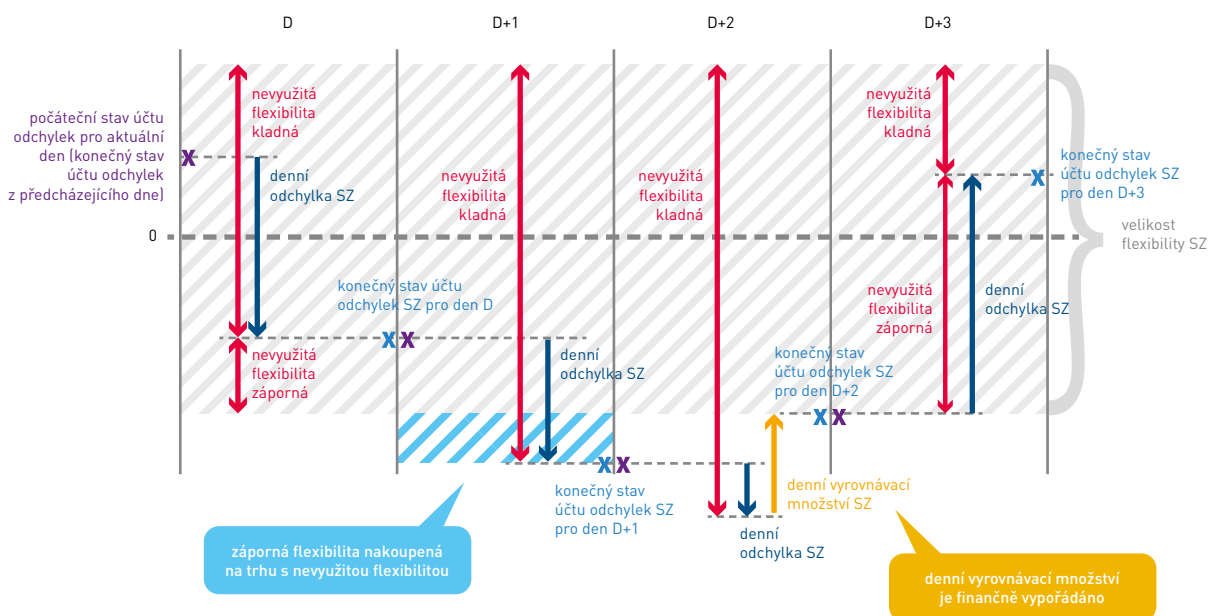 D
D+1
D+2
D+3
počáteční stav účtu
odchylek pro aktuální
den (konečný stav
účtu odchylek
z předcházejícího dne)
0
nevyužitá
flexibilita
kladná
denní
odchylka SZ
konečný stav účtu
odchylek SZ pro den D
nevyužitá
flexibilita
záporná
nevyužitá
flexibilita
kladná
denní
odchylka SZ
konečný stav
účtu odchylek SZ
pro den D+1
záporná flexibilita nakoupená
na trhu s nevyužitou flexibilitou
nevyužitá
flexibilita
kladná
denní
odchylka SZ
denní vyrovnávací
množství SZ
konečný stav
účtu odchylek SZ
pro den D+2
nevyužitá
flexibilita
kladná
nevyužitá
flexibilita
záporná
denní
odchylka SZ
konečný stav
účtu odchylek SZ
pro den D+3
velikost
flexibility SZ
denní vyrovnávací množství
je finančně vypořádáno